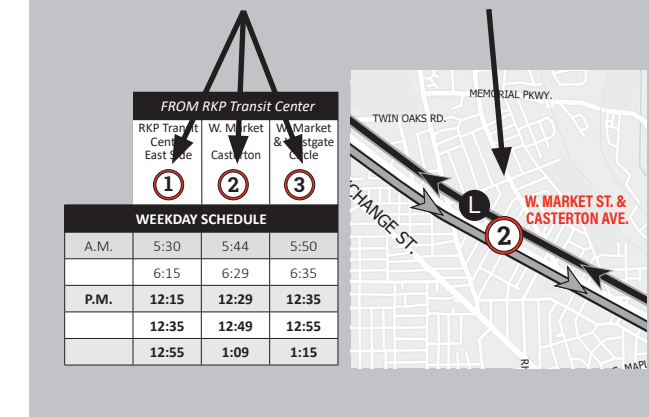 FROM RKP Transit Center
RKP Transit W. Market W. Market
Center & Westgate
East Side Casterton Circle
1 2 3
WEEKDAY SCHEDULE
A.M. 5:30 5:44 5:50
6:15 6:29 6:35
P.M. 12:15 12:29 12:35
12:35 12:49 12:55
12:55 1:09 1:15
MEMORIAL PKWY.
TWIN OAKS RD.
L
W. MARKET ST. &
CASTERTON AVE.
2
CHANGE ST.
MAPL